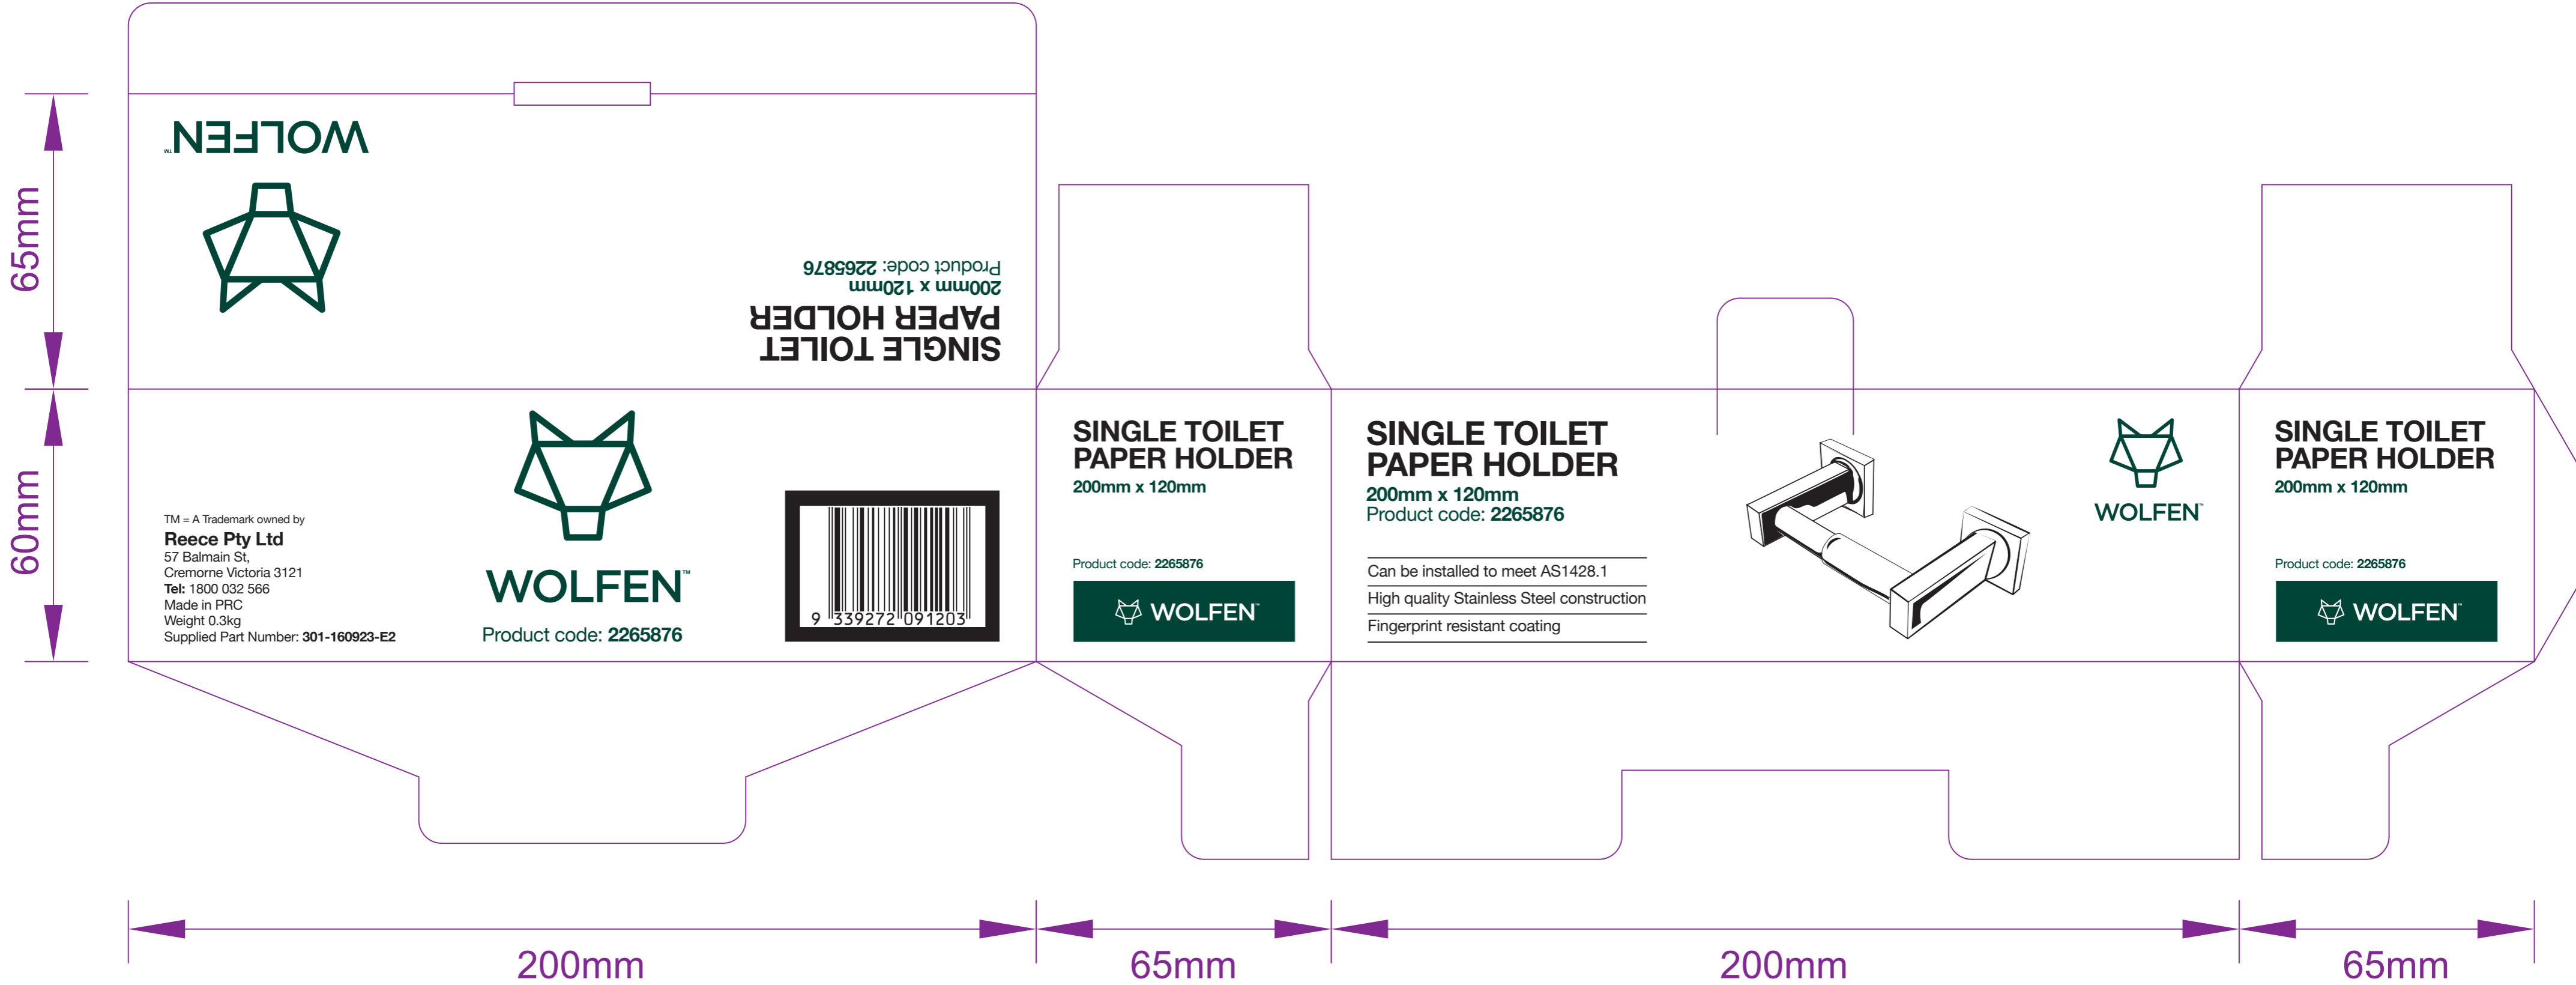 65mm
60mm
WOLFEN™
SINGLE TOILET
PAPER HOLDER
200mm x 120mm
Product code: 2265876
TM = A Trademark owned by
Reece Pty Ltd
57 Balmain St,
Cremorne Victoria 3121
Tel: 1800 032 566
Made in PRC
Weight 0.3kg
Supplied Part Number: 301-160923-E2
WOLFEN™
Product code: 2265876
9 339272 091203
SINGLE TOILET
PAPER HOLDER
200mm x 120mm
Product code: 2265876
WOLFEN™
SINGLE TOILET
PAPER HOLDER
200mm x 120mm
Product code: 2265876
Can be installed to meet AS1428.1
High quality Stainless Steel construction
Fingerprint resistant coating
WOLFEN™
SINGLE TOILET
PAPER HOLDER
200mm x 120mm
Product code: 2265876
WOLFEN™
200mm
65mm
200mm
65mm